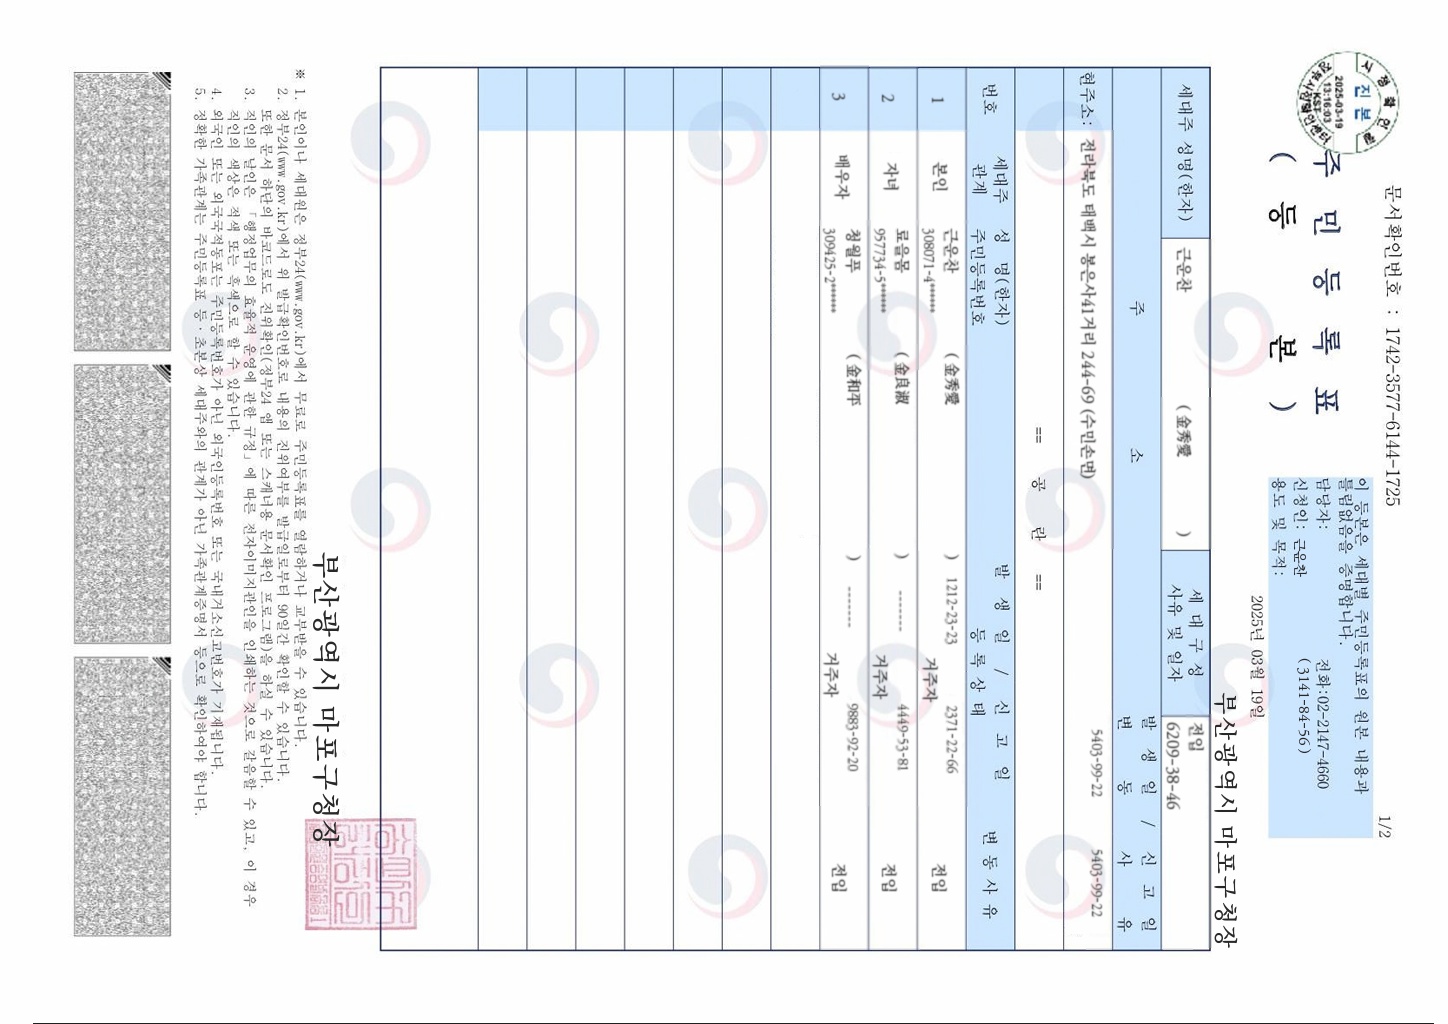 문서확인번호 : 1742-3577-6144-1725
1/2
시점확인필
진본
2025-03-19
13:16:03
KST
주 민 등 록 표
( 등 본 )
이 등본은 세대별 주민등록표의 원본 내용과
틀림없음을 증명합니다.
담당자: 전화:02-2147-4660
신청인: 근운찬 (3141-84-56)
용도 및 목적:
2025년 03월 19일
부산광역시 마포구청장
세대주 성명(한자)
근운찬 ( 金秀愛 )
세 대 구 성
사유 및 일자
전입
6209-38-46
주 소
발 생 일 / 신 고 일
변 동 사 유
현주소: 전라북도 태백시 봉은사41거리 244-69 (수민손면)
5403-99-22 5403-99-22
== 공 란 ==
번호
세대주
관계
성 명(한자)
주민등록번호
발 생 일 / 신 고 일
등 록 상 태
변 동 사 유
1 본인 근운찬 ( 金秀愛 ) 1212-23-23 2371-22-66 전입
308071-4****** 거주자
2 자녀 로을몸 ( 金良淑 ) ------- 4449-53-81 전입
957734-5****** 거주자
3 배우자 청월푸 ( 金和平 ) ------- 9883-92-20 전입
309425-2****** 거주자
부산광역시 마포구청장
※ 1. 본인이나 세대원은 정부24(www.gov.kr)에서 무료로 주민등록표를 열람하거나 교부받을 수 있습니다.
2. 정부24(www.gov.kr)에서 위 발급확인번호로 내용의 진위여부를 발급일로부터 90일간 확인할 수 있습니다.
또한 문서 하단의 바코드로도 진위확인(정부24 앱 또는 스캐너용 문서확인 프로그램)을 하실 수 있습니다.
3. 직인의 날인은 「행정업무의 효율적 운영에 관한 규정」에 따른 전자이미지관인을 인쇄하는 것으로 갈음할 수 있고, 이 경우
직인의 색상은 적색 또는 흑색으로 할 수 있습니다.
4. 외국인 또는 외국국적동포는 주민등록번호가 아닌 외국인등록번호 또는 국내거소신고번호가 기재됩니다.
5. 정확한 가족관계는 주민등록표 등·초본상 세대주와의 관계가 아닌 가족관계증명서 등으로 확인하여야 합니다.